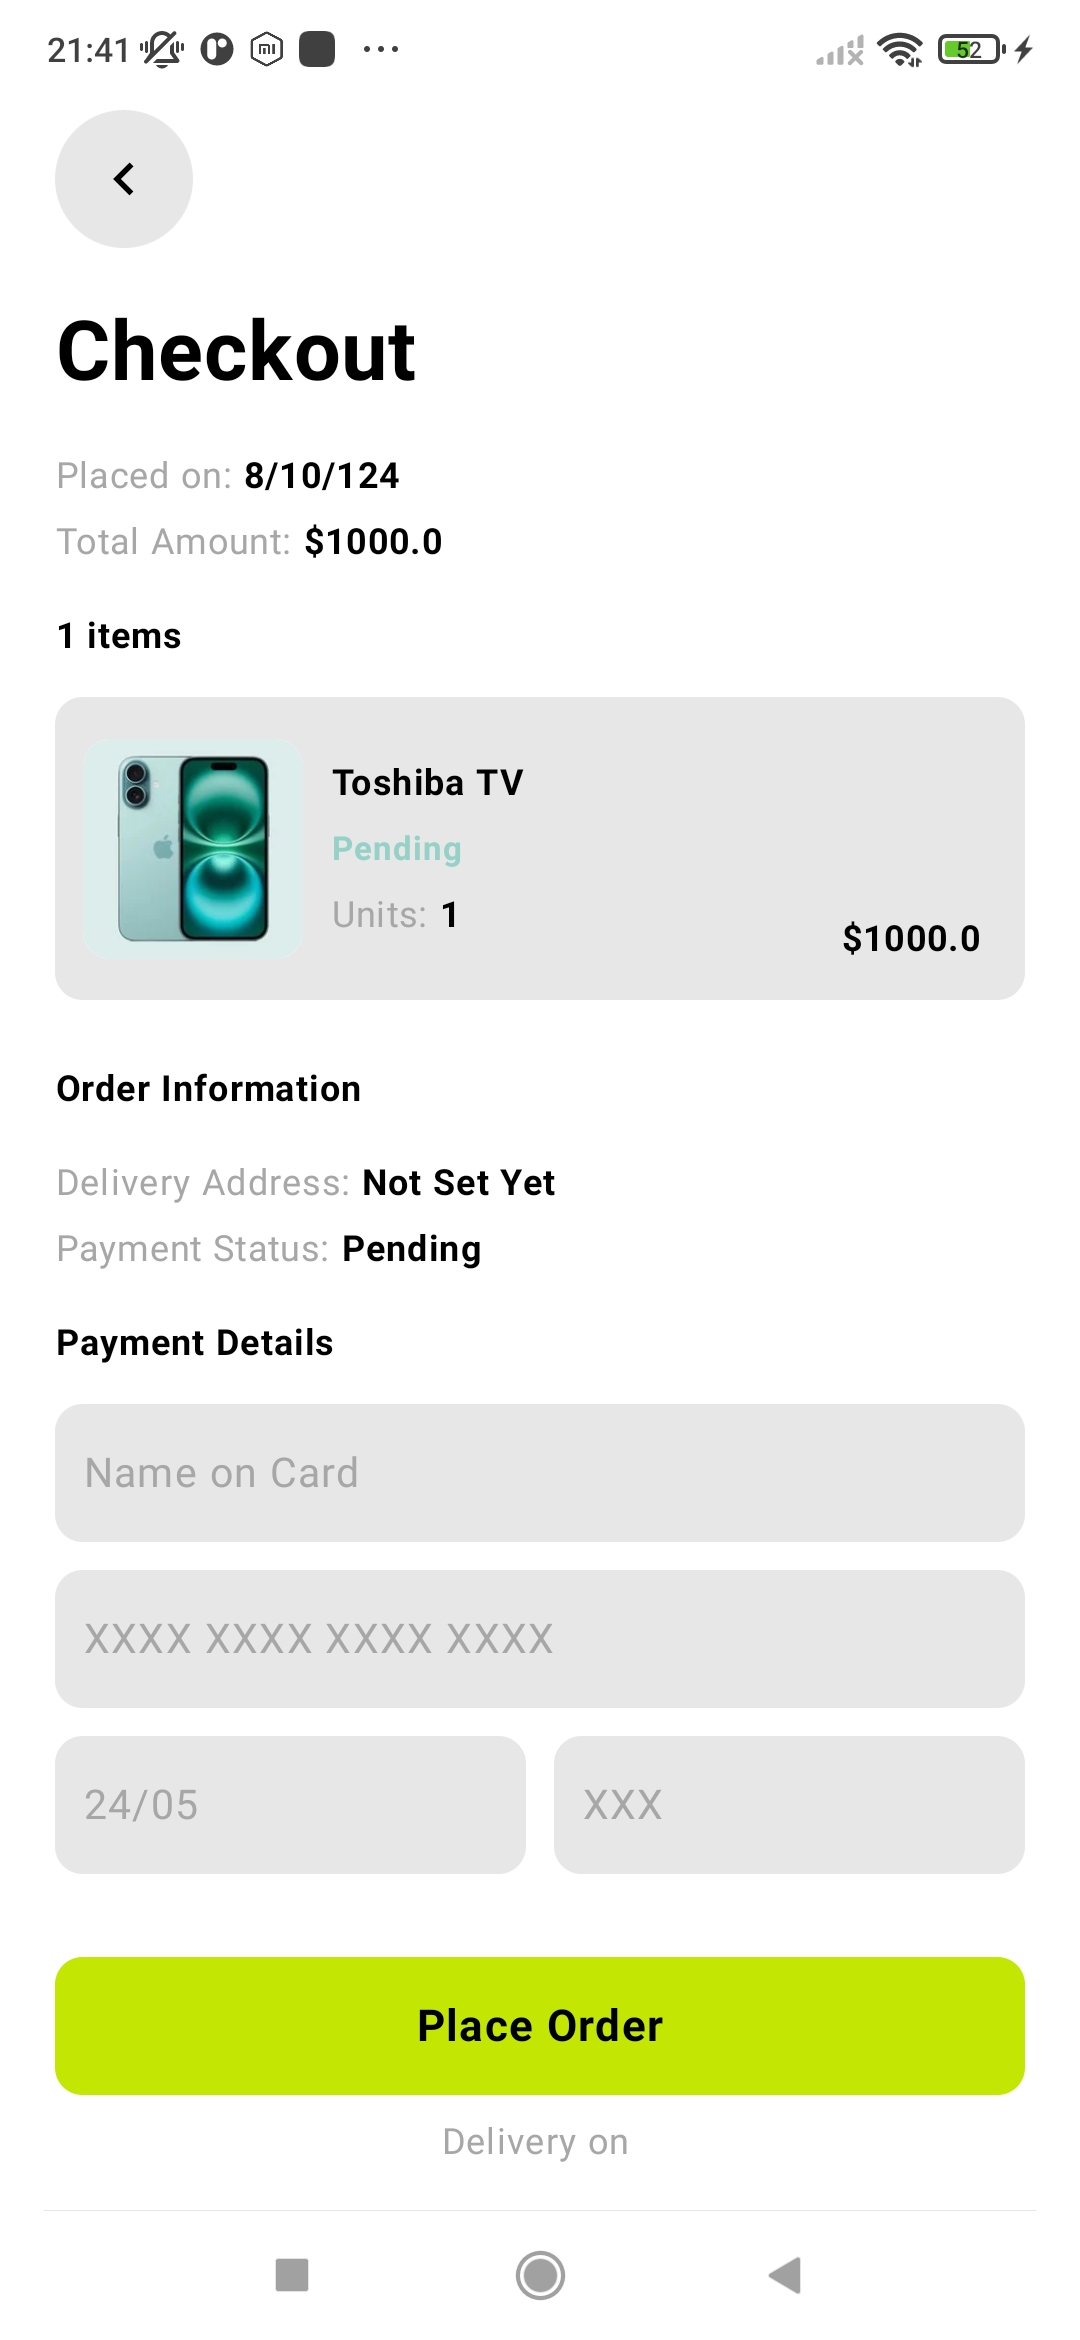 21:41
52
Checkout
Placed on: 8/10/124
Total Amount: $1000.0
1 items
Toshiba TV
Pending
Units: 1
$1000.0
Order Information
Delivery Address: Not Set Yet
Payment Status: Pending
Payment Details
Name on Card
XXXX XXXX XXXX XXXX
24/05
XXX
Place Order
Delivery on